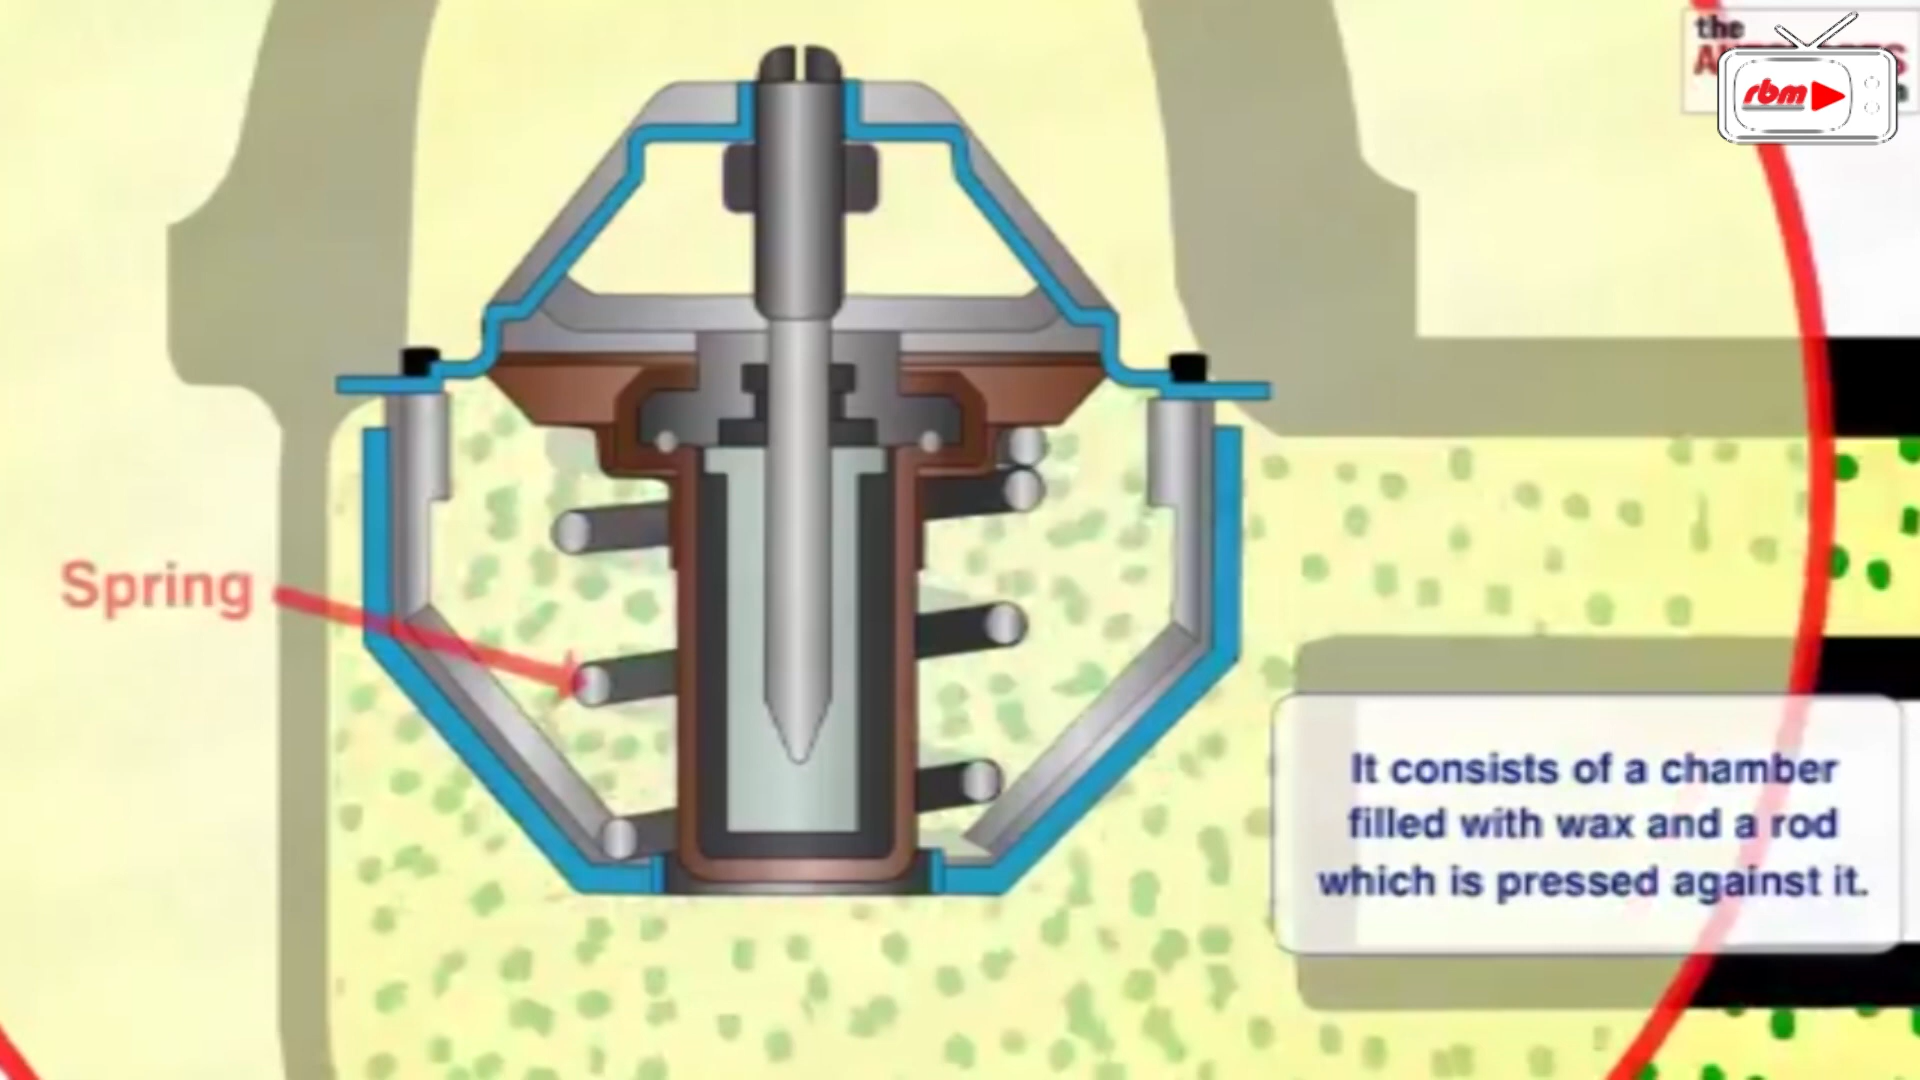 the
rbm
Spring
It consists of a chamber
filled with wax and a rod
which is pressed against it.